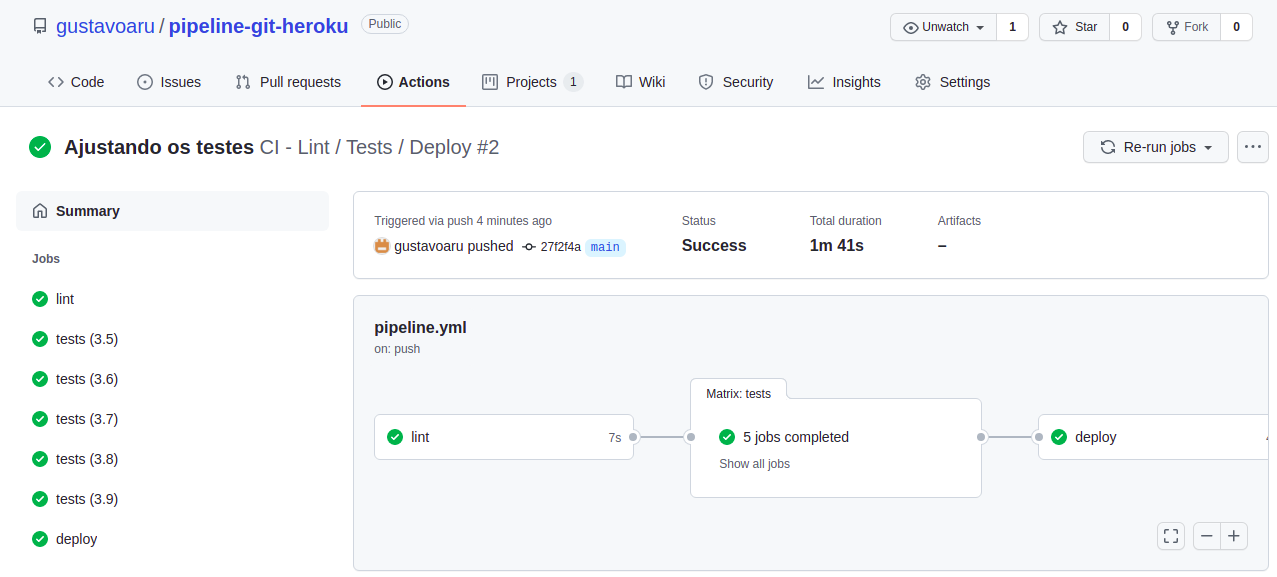 gustavoaru / pipeline-git-heroku Public
Unwatch 1 Star 0 Fork 0
Code Issues Pull requests Actions Projects 1 Wiki Security Insights Settings
Ajustando os testes CI - Lint / Tests / Deploy #2
Re-run jobs
Summary
Jobs
lint
tests (3.5)
tests (3.6)
tests (3.7)
tests (3.8)
tests (3.9)
deploy
Triggered via push 4 minutes ago
gustavoaru pushed 27f2f4a main
Status
Success
Total duration
1m 41s
Artifacts
–
pipeline.yml
on: push
lint 7s
Matrix: tests
5 jobs completed
Show all jobs
deploy